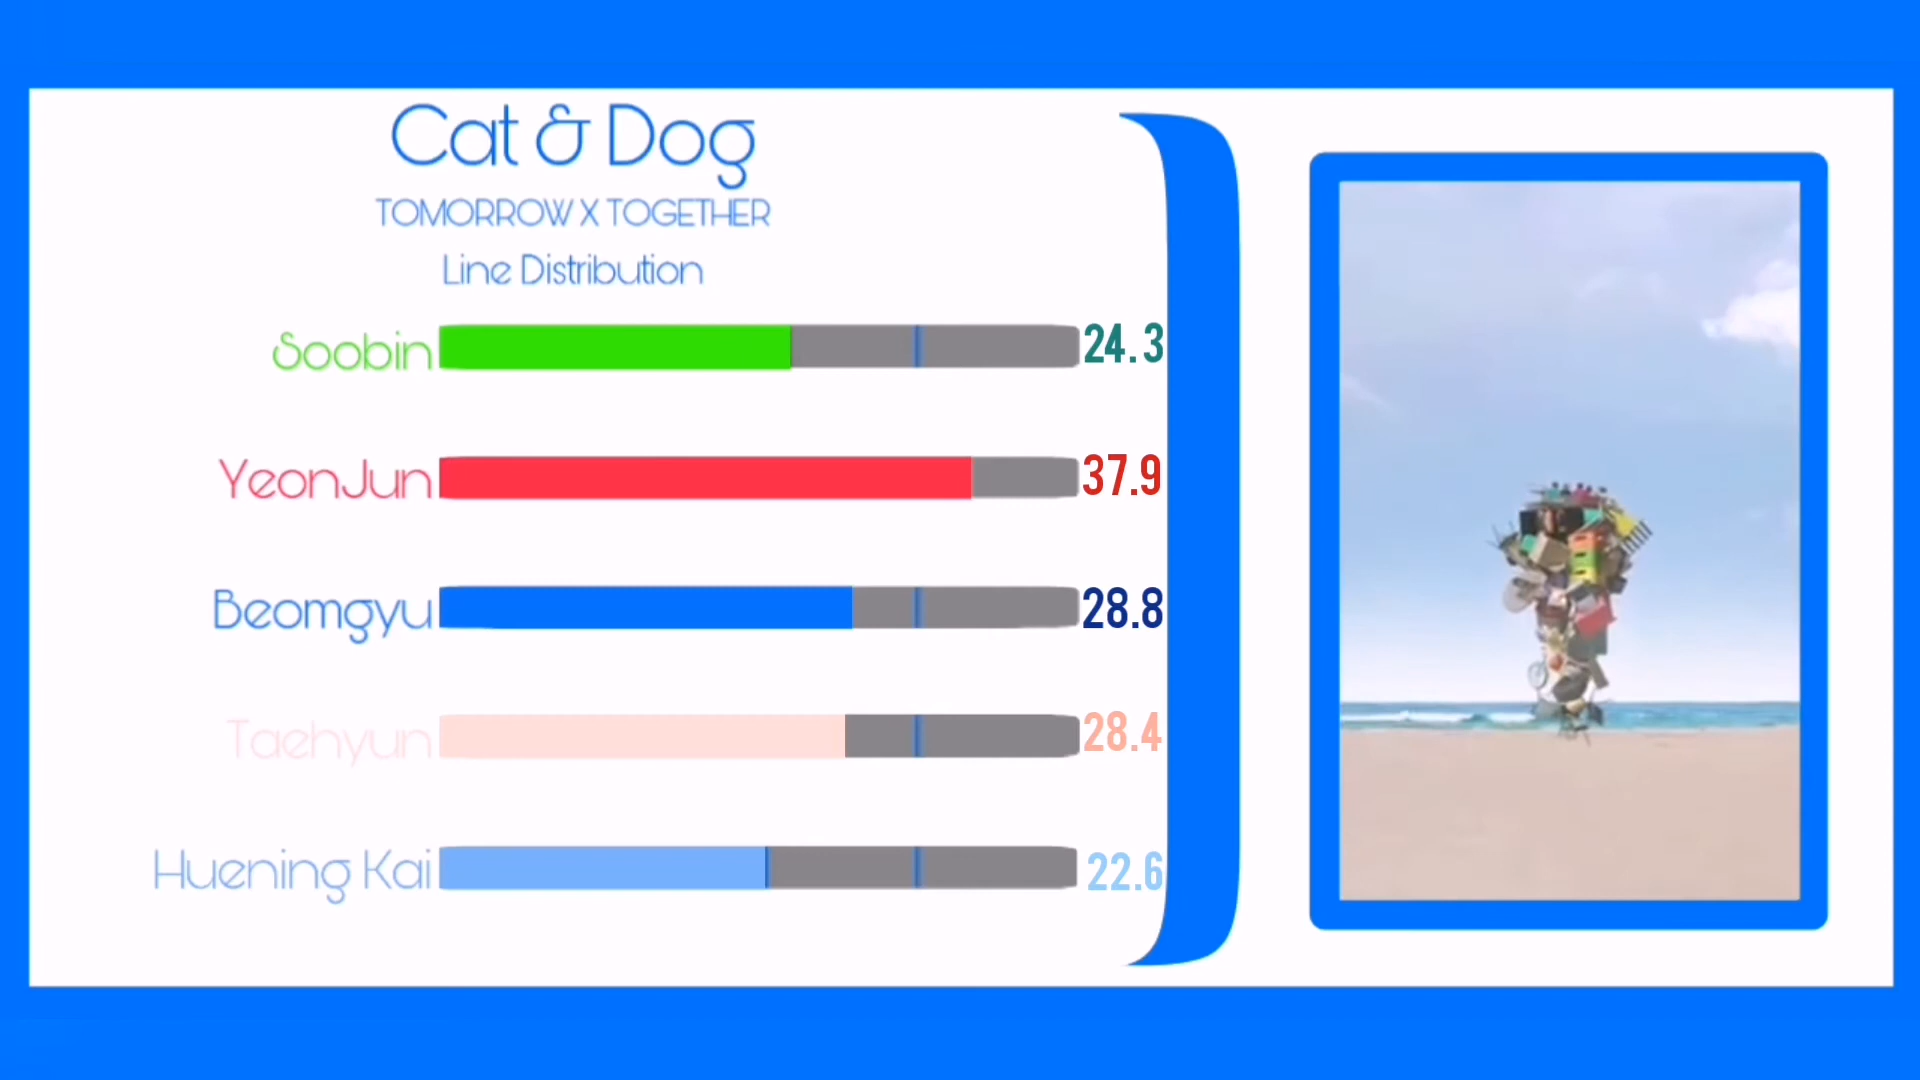 Cat & Dog
TOMORROW X TOGETHER
Line Distribution
Soobin 24.3
YeonJun 37.9
Beomgyu 28.8
Taehyun 28.4
Huening Kai 22.6